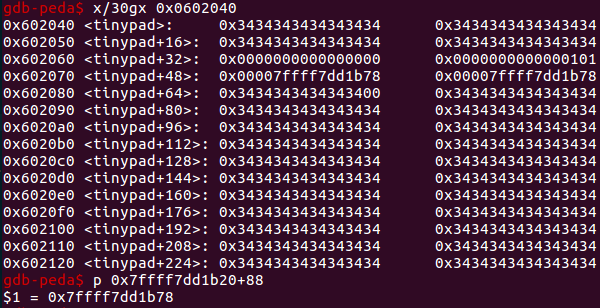 gdb-peda$ x/30gx 0x0602040
0x602040 <tinypad>: 0x3434343434343434 0x3434343434343434
0x602050 <tinypad+16>: 0x3434343434343434 0x3434343434343434
0x602060 <tinypad+32>: 0x0000000000000000 0x0000000000000101
0x602070 <tinypad+48>: 0x00007ffff7dd1b78 0x00007ffff7dd1b78
0x602080 <tinypad+64>: 0x3434343434343400 0x3434343434343434
0x602090 <tinypad+80>: 0x3434343434343434 0x3434343434343434
0x6020a0 <tinypad+96>: 0x3434343434343434 0x3434343434343434
0x6020b0 <tinypad+112>: 0x3434343434343434 0x3434343434343434
0x6020c0 <tinypad+128>: 0x3434343434343434 0x3434343434343434
0x6020d0 <tinypad+144>: 0x3434343434343434 0x3434343434343434
0x6020e0 <tinypad+160>: 0x3434343434343434 0x3434343434343434
0x6020f0 <tinypad+176>: 0x3434343434343434 0x3434343434343434
0x602100 <tinypad+192>: 0x3434343434343434 0x3434343434343434
0x602110 <tinypad+208>: 0x3434343434343434 0x3434343434343434
0x602120 <tinypad+224>: 0x3434343434343434 0x3434343434343434
gdb-peda$ p 0x7ffff7dd1b20+88
$1 = 0x7ffff7dd1b78